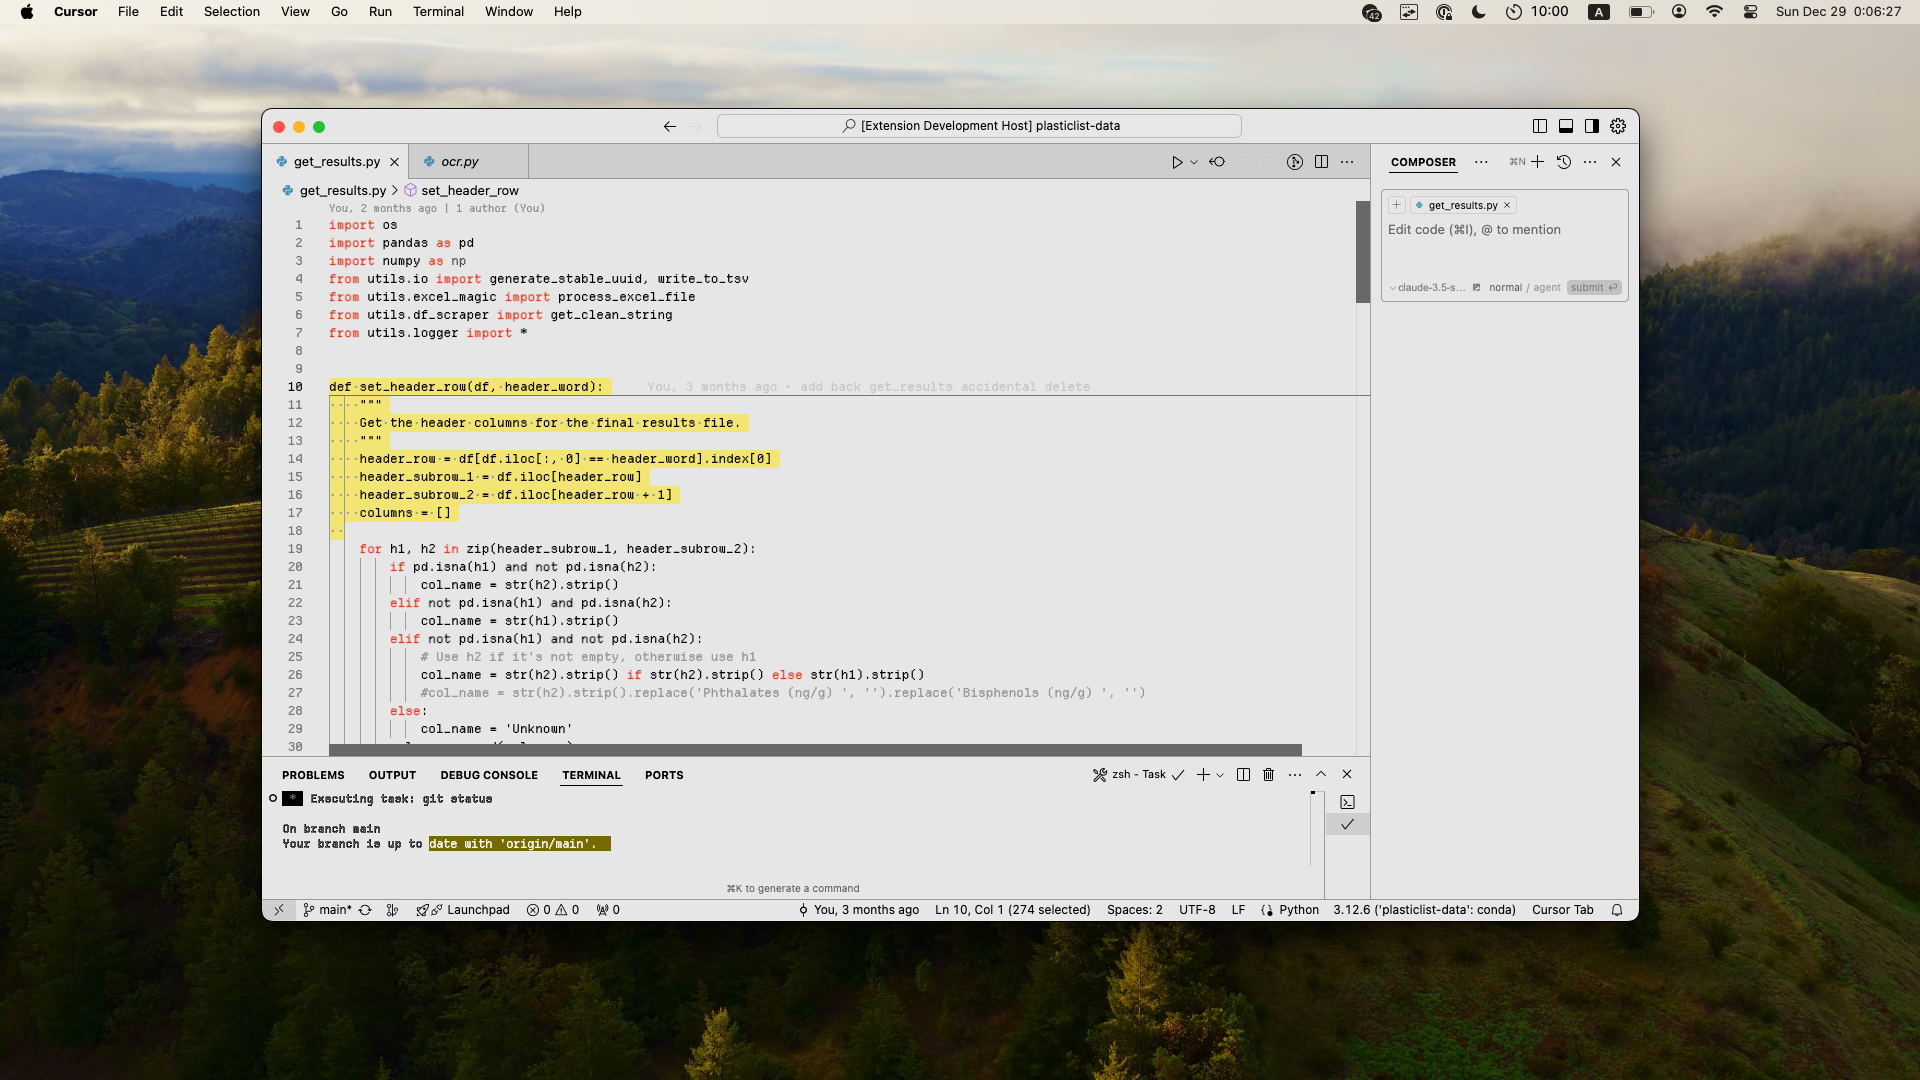 Cursor File Edit Selection View Go Run Terminal Window Help
42 10:00 A Sun Dec 29 0:06:27
[Extension Development Host] plasticlist-data
get_results.py ocr.py
get_results.py > set_header_row
You, 2 months ago | 1 author (You)
1 import os
2 import pandas as pd
3 import numpy as np
4 from utils.io import generate_stable_uuid, write_to_tsv
5 from utils.excel_magic import process_excel_file
6 from utils.df_scraper import get_clean_string
7 from utils.logger import *
8
9
10 def set_header_row(df, header_word): You, 3 months ago • add back get_results accidental delete
11 """
12 Get the header columns for the final results file.
13 """
14 header_row = df[df.iloc[:, 0] == header_word].index[0]
15 header_subrow_1 = df.iloc[header_row]
16 header_subrow_2 = df.iloc[header_row + 1]
17 columns = []
18
19 for h1, h2 in zip(header_subrow_1, header_subrow_2):
20 if pd.isna(h1) and not pd.isna(h2):
21 col_name = str(h2).strip()
22 elif not pd.isna(h1) and pd.isna(h2):
23 col_name = str(h1).strip()
24 elif not pd.isna(h1) and not pd.isna(h2):
25 # Use h2 if it's not empty, otherwise use h1
26 col_name = str(h2).strip() if str(h2).strip() else str(h1).strip()
27 #col_name = str(h2).strip().replace('Phthalates (ng/g) ', '').replace('Bisphenols (ng/g) ', '')
28 else:
29 col_name = 'Unknown'
30
COMPOSER ⌘N
get_results.py
Edit code (⌘I), @ to mention
claude-3.5-s... normal / agent submit
PROBLEMS OUTPUT DEBUG CONSOLE TERMINAL PORTS
zsh - Task
* Executing task: git status
On branch main
Your branch is up to date with 'origin/main'.
⌘K to generate a command
main* Launchpad 0 0 0
You, 3 months ago Ln 10, Col 1 (274 selected) Spaces: 2 UTF-8 LF Python 3.12.6 ('plasticlist-data': conda) Cursor Tab